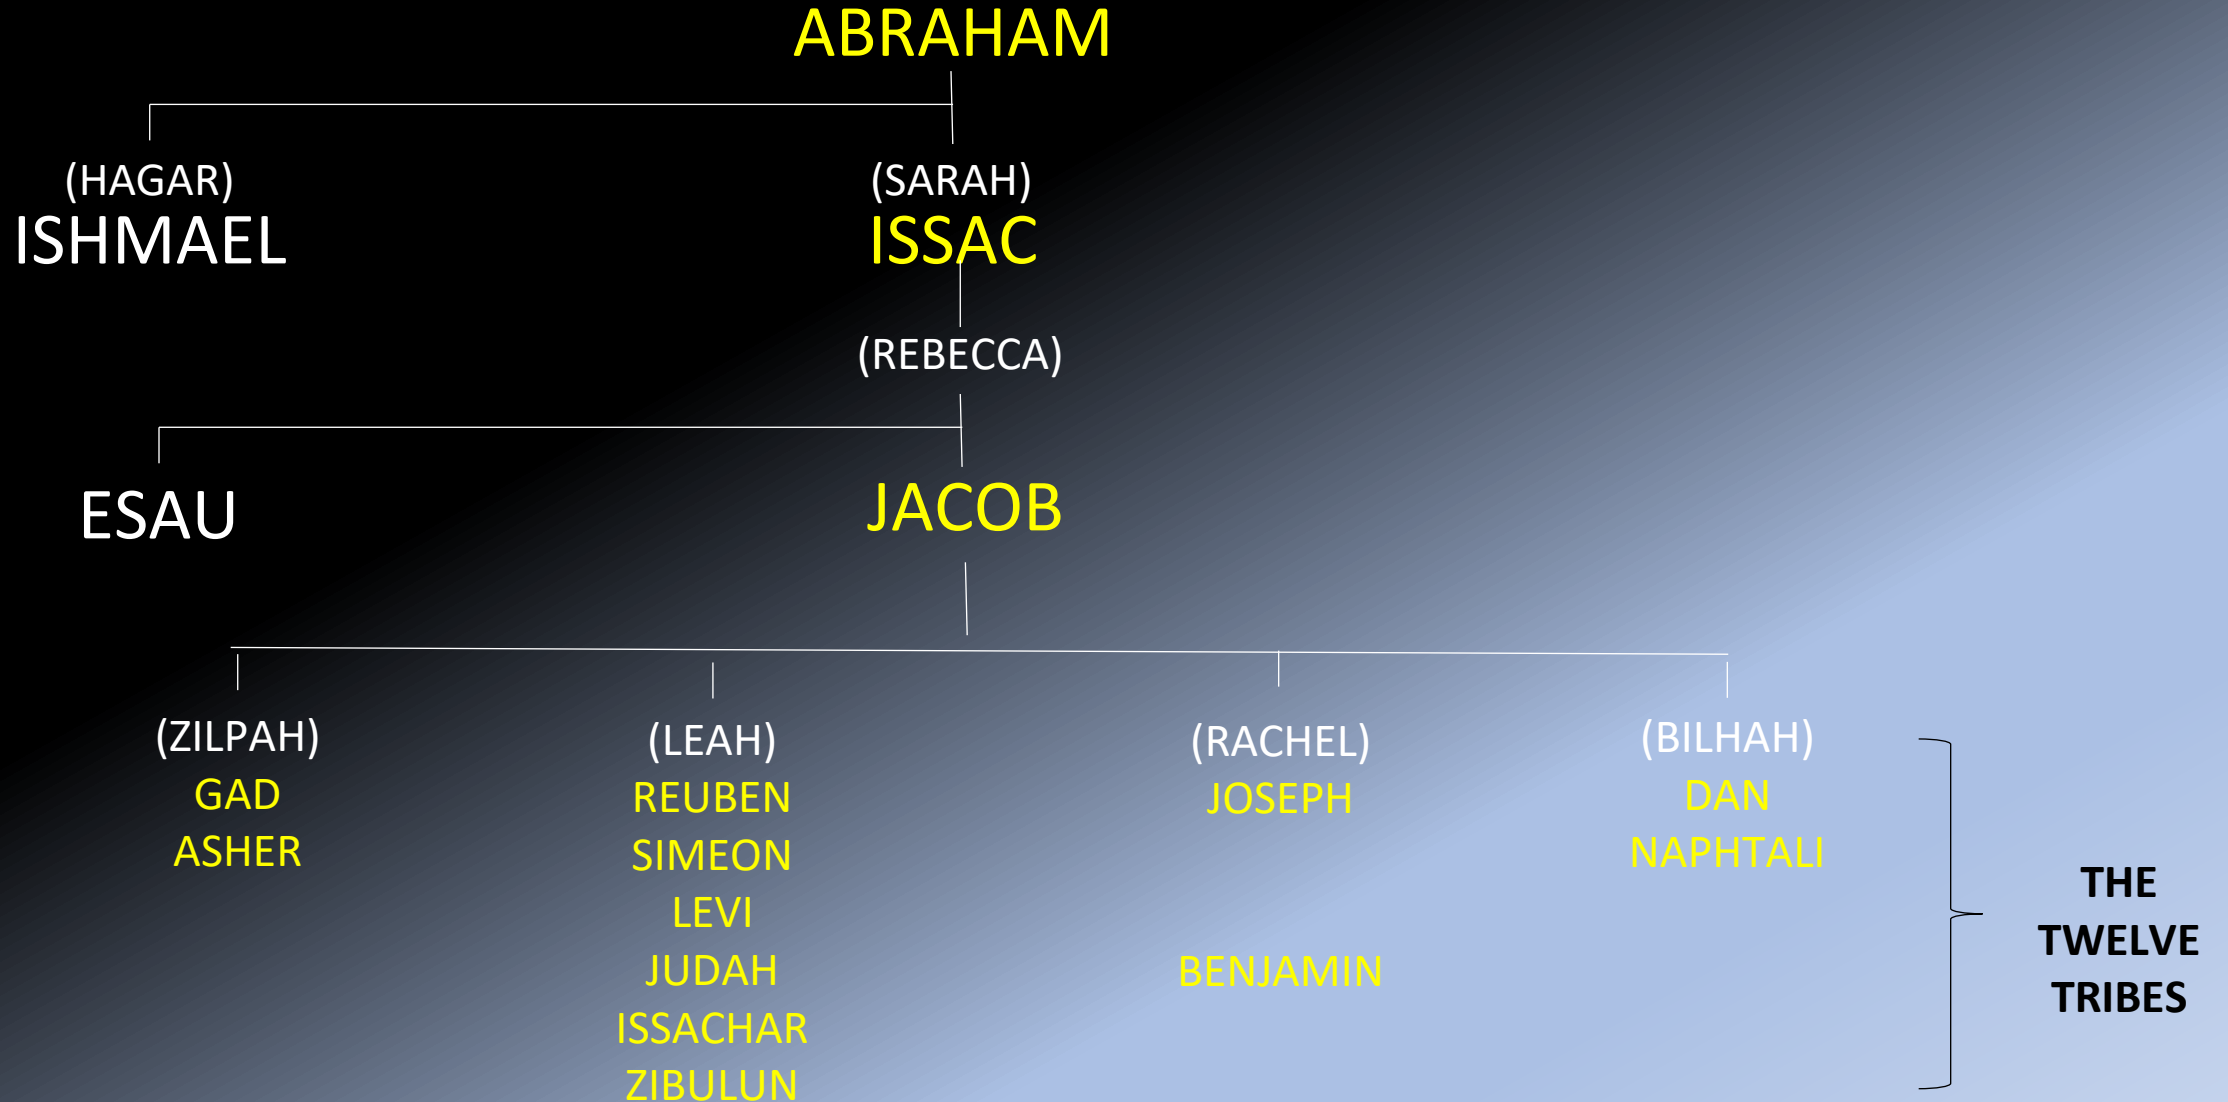 ABRAHAM
(HAGAR)
ISHMAEL
(SARAH)
ISSAC
(REBECCA)
ESAU
JACOB
(ZILPAH)
GAD
ASHER
(LEAH)
REUBEN
SIMEON
LEVI
JUDAH
ISSACHAR
ZIBULUN
(RACHEL)
JOSEPH
BENJAMIN
(BILHAH)
DAN
NAPHTALI
THE
TWELVE
TRIBES